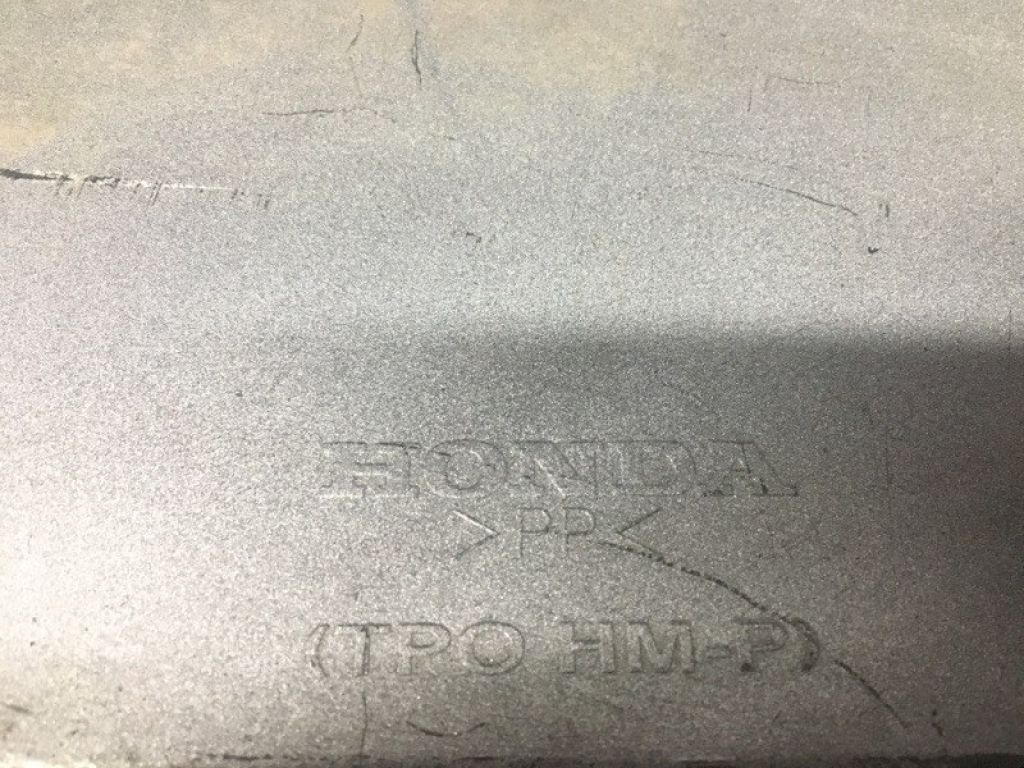 HONDA
>PP<
(TPO HM-P)